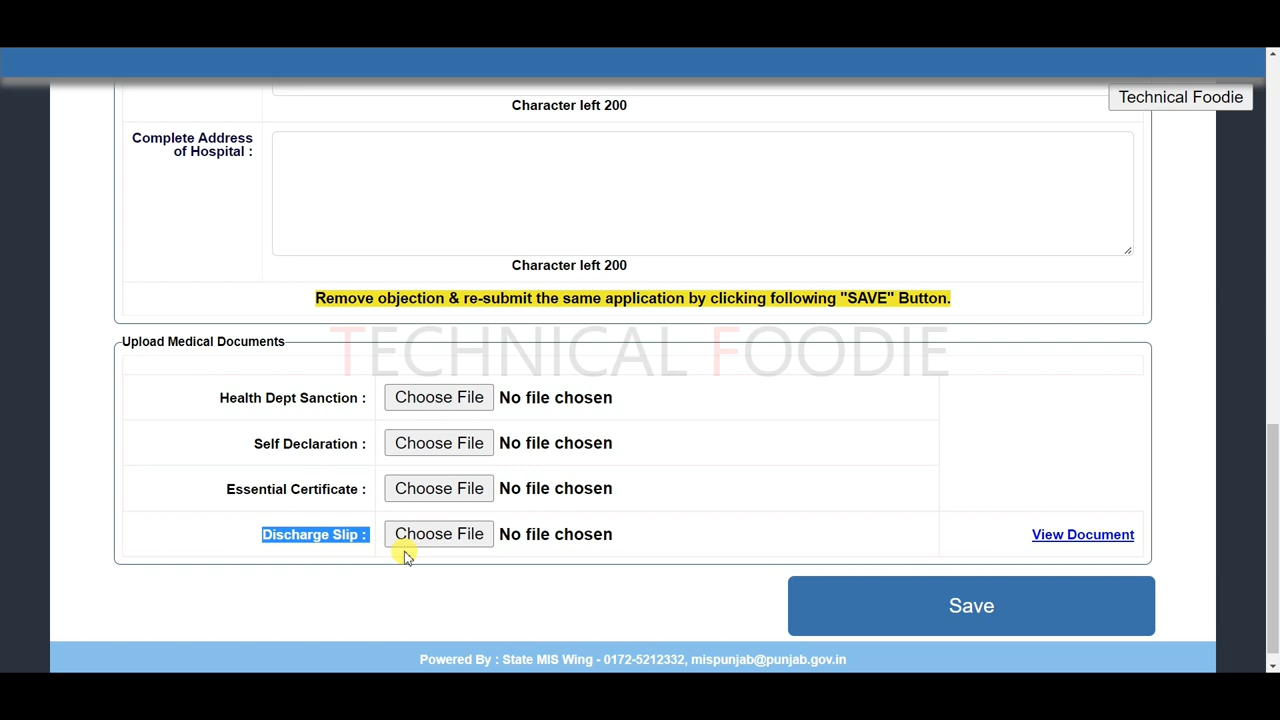 Technical Foodie
Character left 200
Complete Address
of Hospital :
Character left 200
Remove objection & re-submit the same application by clicking following "SAVE" Button.
TECHNICAL FOODIE
Upload Medical Documents
Health Dept Sanction : Choose File No file chosen
Self Declaration : Choose File No file chosen
Essential Certificate : Choose File No file chosen
Discharge Slip : Choose File No file chosen View Document
Save
Powered By : State MIS Wing - 0172-5212332, mispunjab@punjab.gov.in